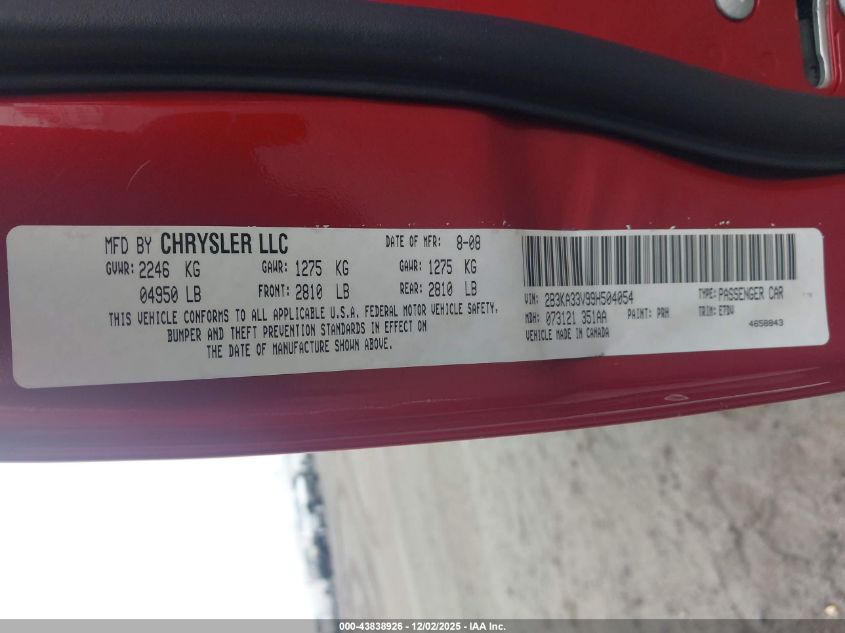 MFD BY CHRYSLER LLC DATE OF MFR: 8-08
GVWR: 2246 KG GAWR: 1275 KG GAWR: 1275 KG
04950 LB FRONT: 2810 LB REAR: 2810 LB
THIS VEHICLE CONFORMS TO ALL APPLICABLE U.S.A. FEDERAL MOTOR VEHICLE SAFETY,
BUMPER AND THEFT PREVENTION STANDARDS IN EFFECT ON
THE DATE OF MANUFACTURE SHOWN ABOVE.
VIN: 2B3KA33V99H504054 TYPE: PASSENGER CAR
MDH: 073121 351AA PAINT: PRH TRIM: E7DV
VEHICLE MADE IN CANADA 4658843
000-43838926 - 12/02/2025 - IAA Inc.